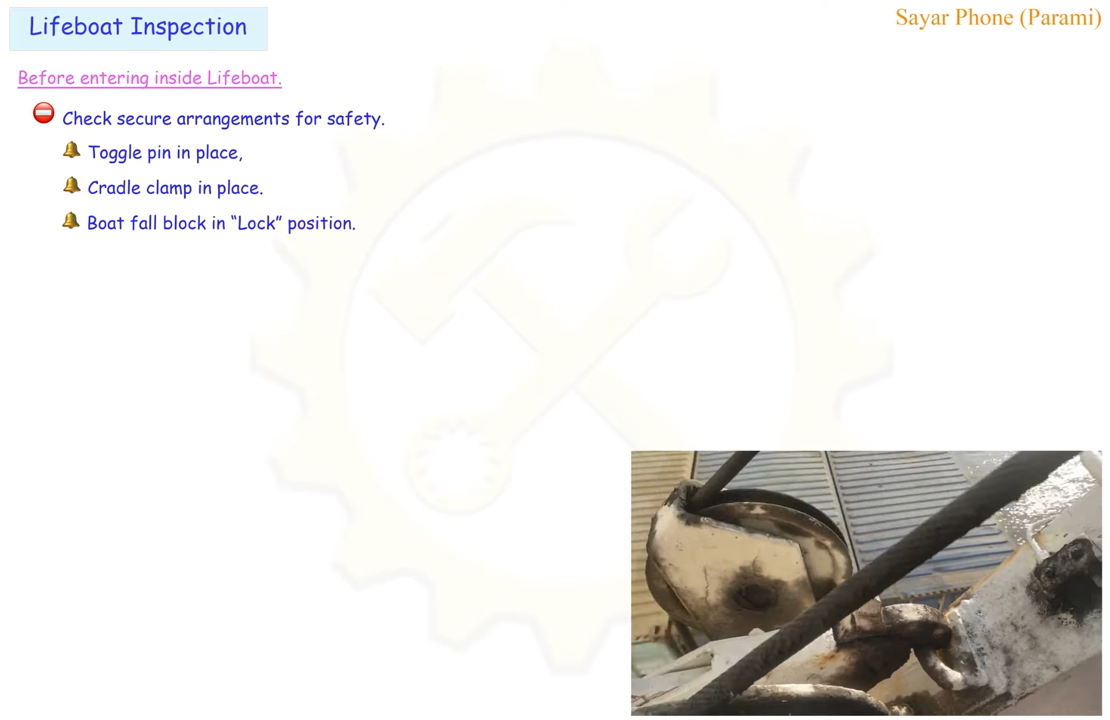 Lifeboat Inspection
Sayar Phone (Parami)
Before entering inside Lifeboat.
Check secure arrangements for safety.
Toggle pin in place,
Cradle clamp in place.
Boat fall block in “Lock” position.